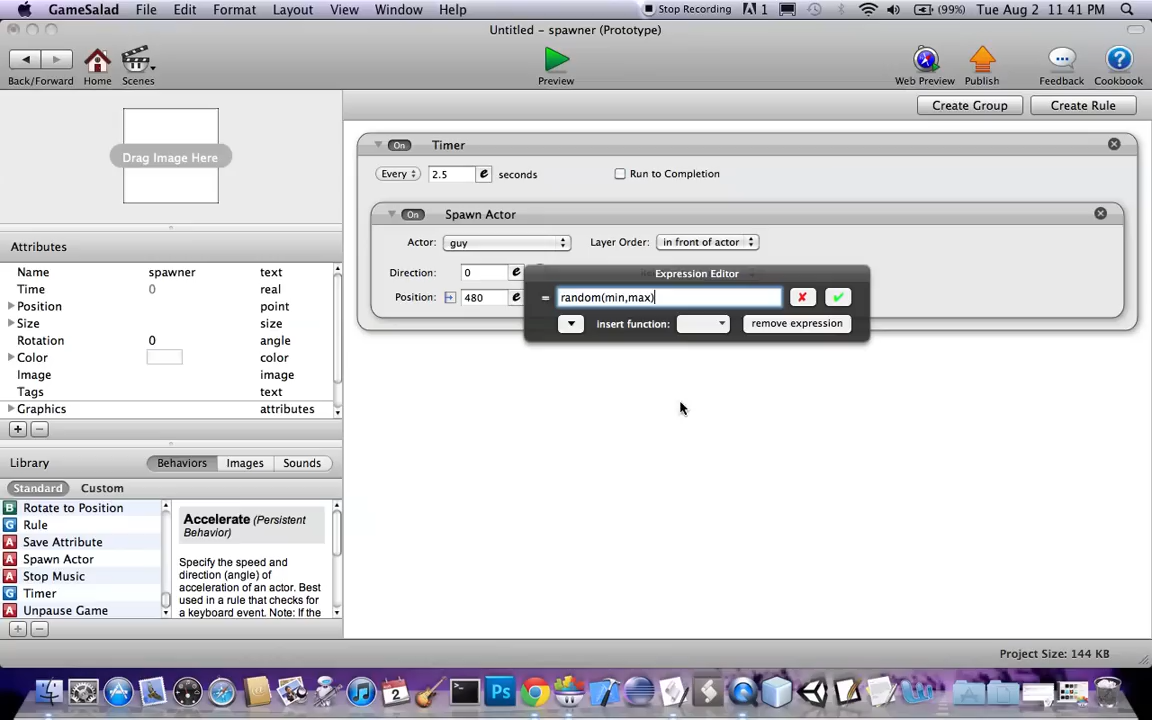 GameSalad File Edit Format Layout View Window Help Stop Recording 1 (99%) Tue Aug 2 11:41 PM
Untitled – spawner (Prototype)
Back/Forward Home Scenes Preview Web Preview Publish Feedback Cookbook
Create Group Create Rule
Drag Image Here
On Timer
Every 2.5 e seconds Run to Completion
On Spawn Actor
Actor: guy Layer Order: in front of actor
Direction: 0 e
Expression Editor
Position: 480 e = random(min,max)
insert function: remove expression
Attributes
Name spawner text
Time 0 real
Position point
Size size
Rotation 0 angle
Color color
Image image
Tags text
Graphics attributes
+ −
Library Behaviors Images Sounds
Standard Custom
B Rotate to Position
G Rule
A Save Attribute
A Spawn Actor
A Stop Music
G Timer
A Unpause Game
Accelerate (Persistent
Behavior)
Specify the speed and
direction (angle) of
acceleration of an actor. Best
used in a rule that checks for
a keyboard event. Note: If the
+ −
Project Size: 144 KB
2 Ps